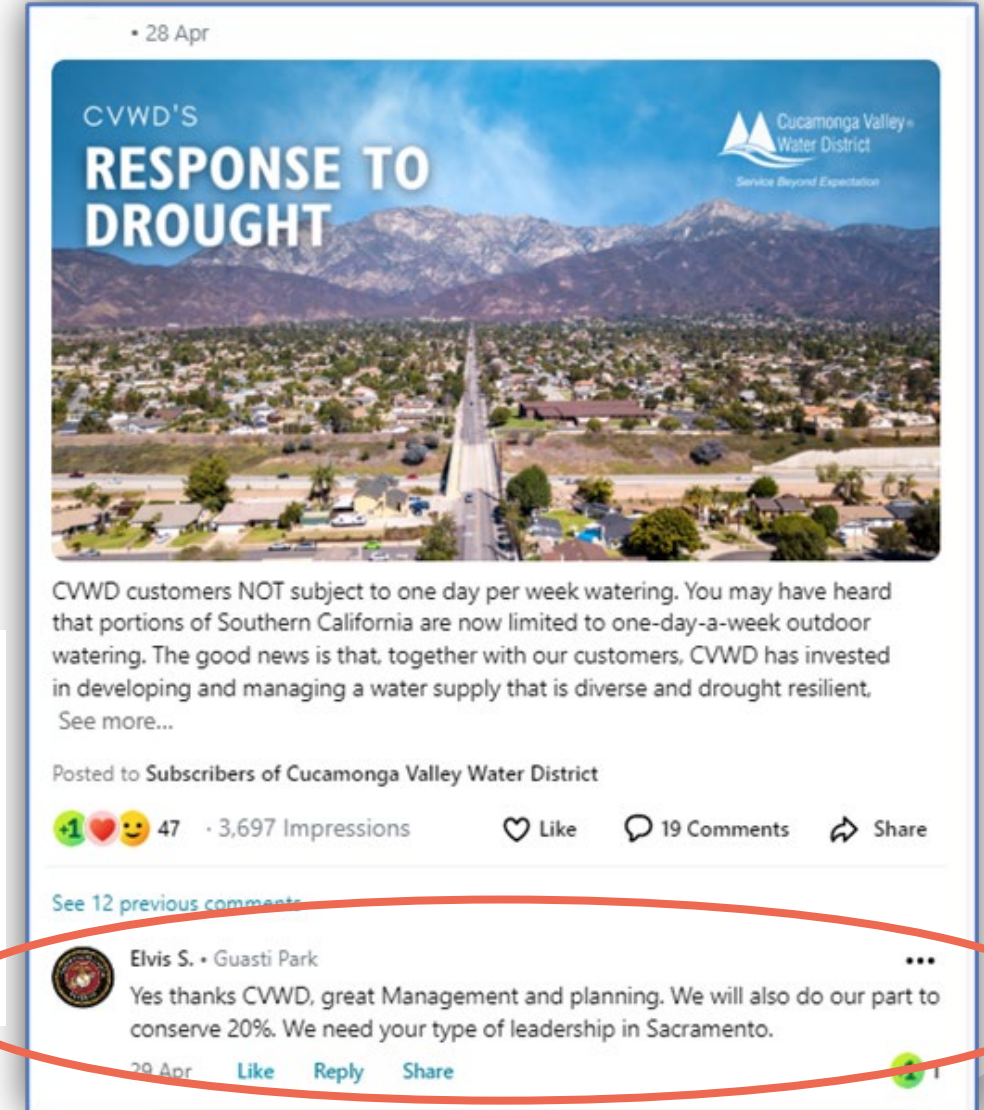 • 28 Apr
CVWD'S
RESPONSE TO
DROUGHT
Cucamonga Valley
Water District
Service Beyond Expectation
CVWD customers NOT subject to one day per week watering. You may have heard
that portions of Southern California are now limited to one-day-a-week outdoor
watering. The good news is that, together with our customers, CVWD has invested
in developing and managing a water supply that is diverse and drought resilient,
See more...
Posted to Subscribers of Cucamonga Valley Water District
+1 47 · 3,697 Impressions Like 19 Comments Share
See 12 previous comments
Elvis S. • Guasti Park
Yes thanks CVWD, great Management and planning. We will also do our part to
conserve 20%. We need your type of leadership in Sacramento.
29 Apr Like Reply Share 1